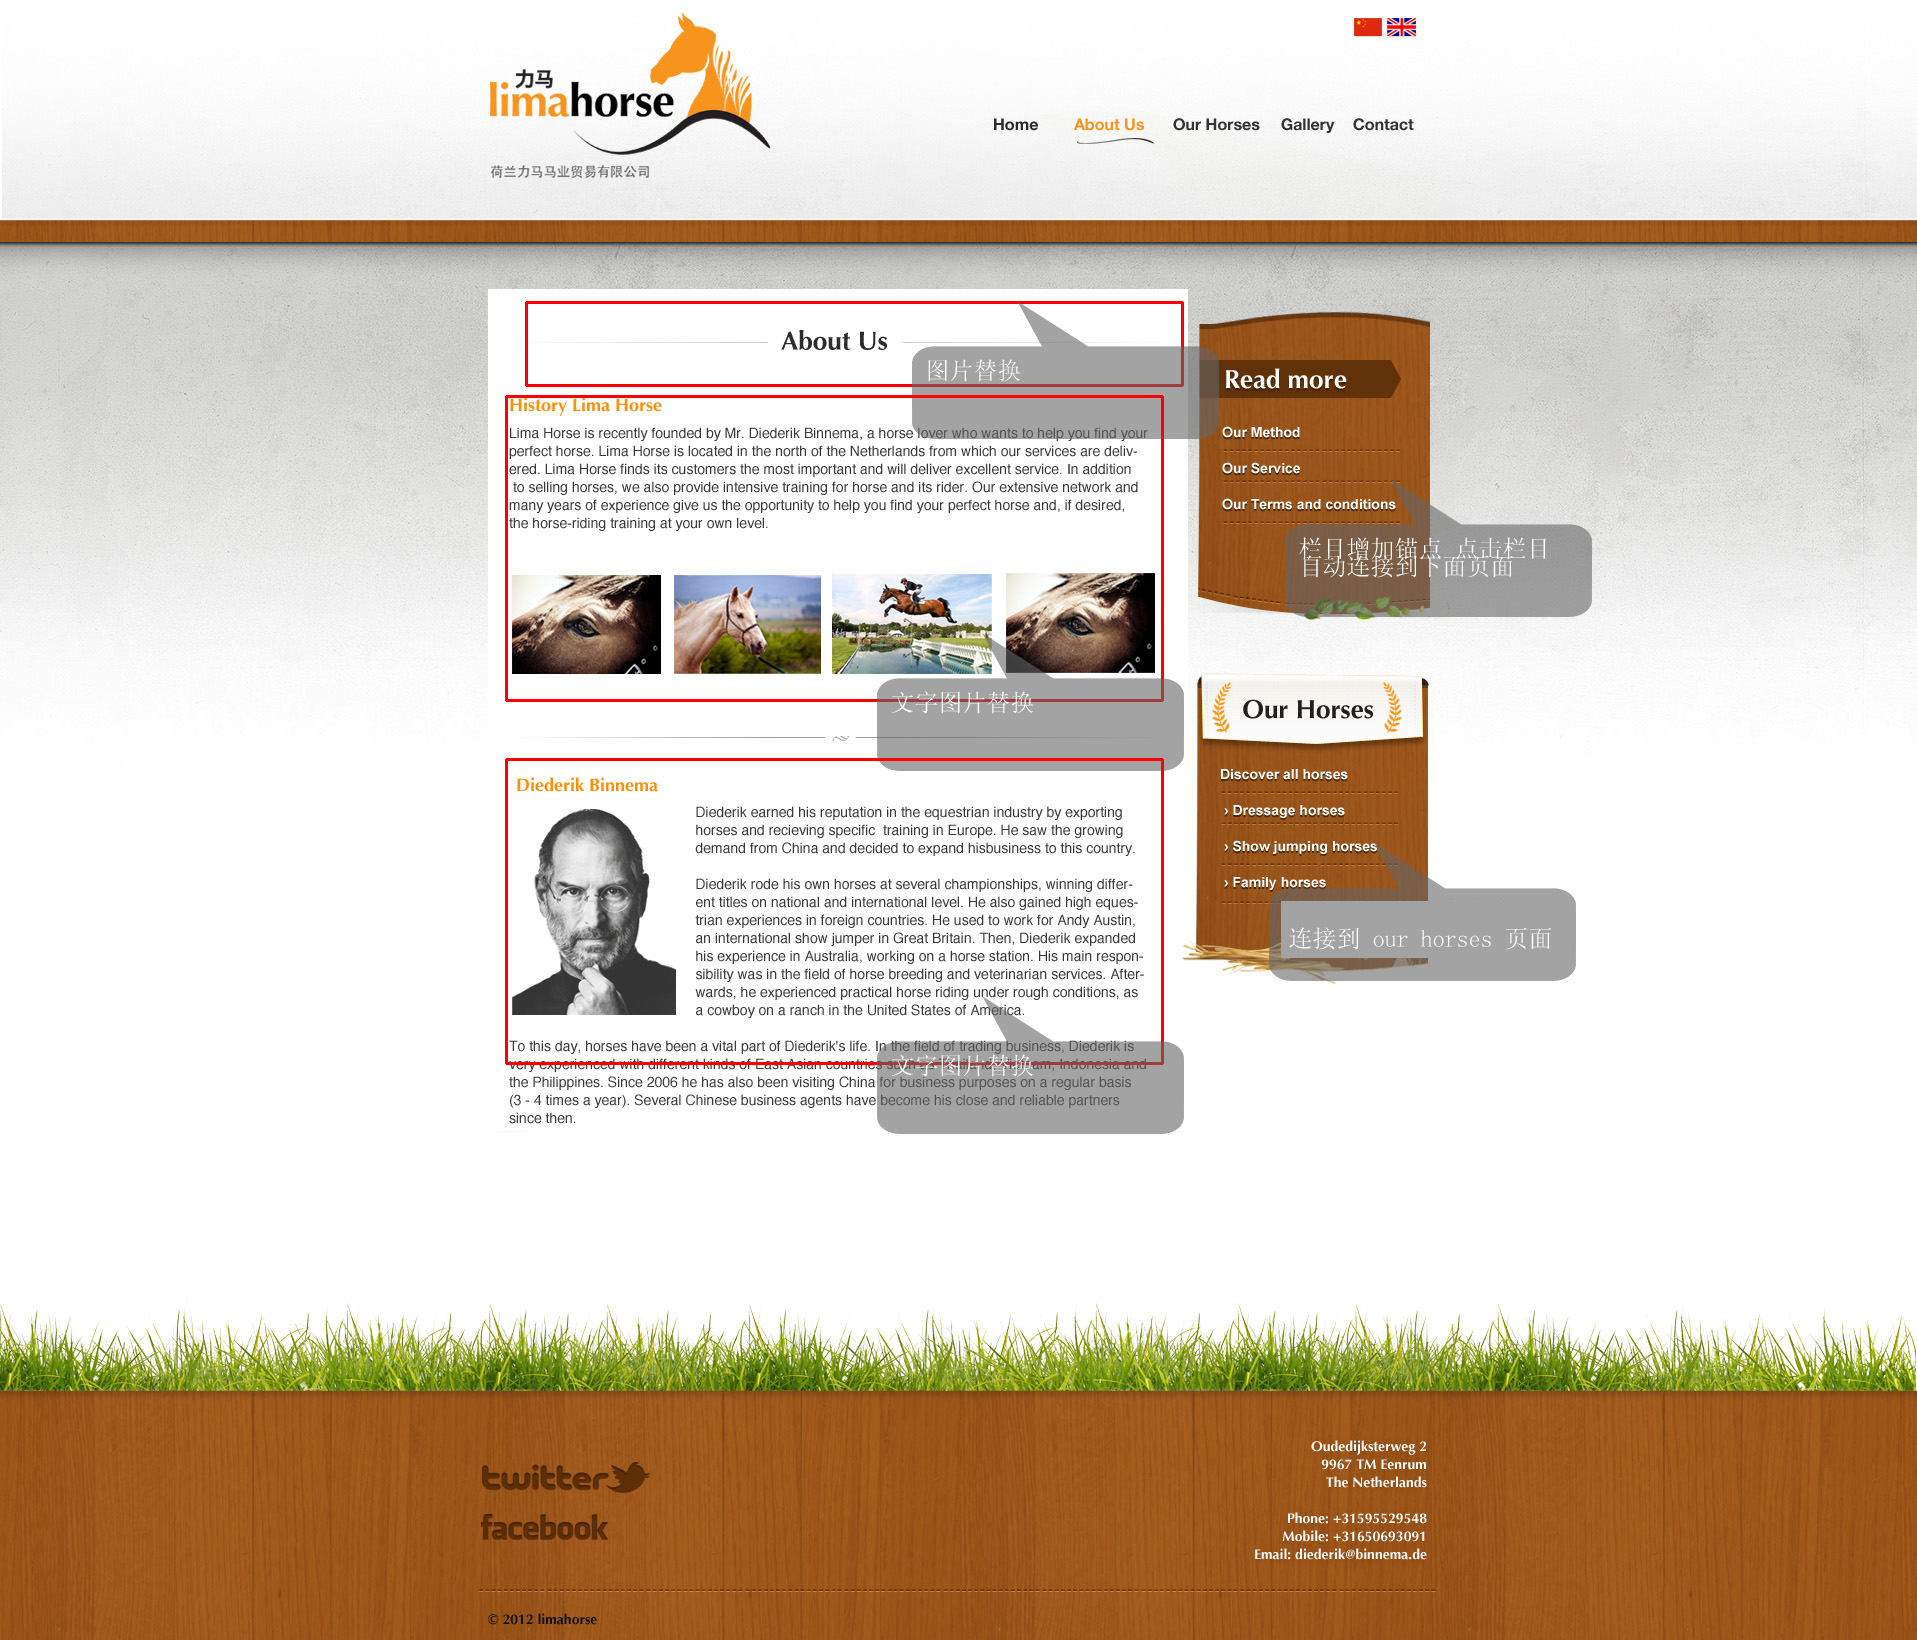 力马
limahorse
荷兰力马马业贸易有限公司
Home About Us Our Horses Gallery Contact
About Us
图片替换
History Lima Horse
Lima Horse is recently founded by Mr. Diederik Binnema, a horse lover who wants to help you find your
perfect horse. Lima Horse is located in the north of the Netherlands from which our services are deliv-
ered. Lima Horse finds its customers the most important and will deliver excellent service. In addition
to selling horses, we also provide intensive training for horse and its rider. Our extensive network and
many years of experience give us the opportunity to help you find your perfect horse and, if desired,
the horse-riding training at your own level.
文字图片替换
Diederik Binnema
Diederik earned his reputation in the equestrian industry by exporting
horses and recieving specific training in Europe. He saw the growing
demand from China and decided to expand hisbusiness to this country.
Diederik rode his own horses at several championships, winning differ-
ent titles on national and international level. He also gained high eques-
trian experiences in foreign countries. He used to work for Andy Austin,
an international show jumper in Great Britain. Then, Diederik expanded
his experience in Australia, working on a horse station. His main respon-
sibility was in the field of horse breeding and veterinarian services. After-
wards, he experienced practical horse riding under rough conditions, as
a cowboy on a ranch in the United States of America.
To this day, horses have been a vital part of Diederik's life. In the field of trading business, Diederik is
very experienced with different kinds of East Asian countries Indonesia and
文字图片替换
the Philippines. Since 2006 he has also been visiting China for business purposes on a regular basis
(3 - 4 times a year). Several Chinese business agents have become his close and reliable partners
since then.
Read more
Our Method
Our Service
Our Terms and conditions
栏目增加锚点 点击栏目
自动连接到下面页面
Our Horses
Discover all horses
› Dressage horses
› Show jumping horses
› Family horses
连接到 our horses 页面
twitter
facebook
Oudedijksterweg 2
9967 TM Eenrum
The Netherlands
Phone: +31595529548
Mobile: +31650693091
Email: diederik@binnema.de
© 2012 limahorse